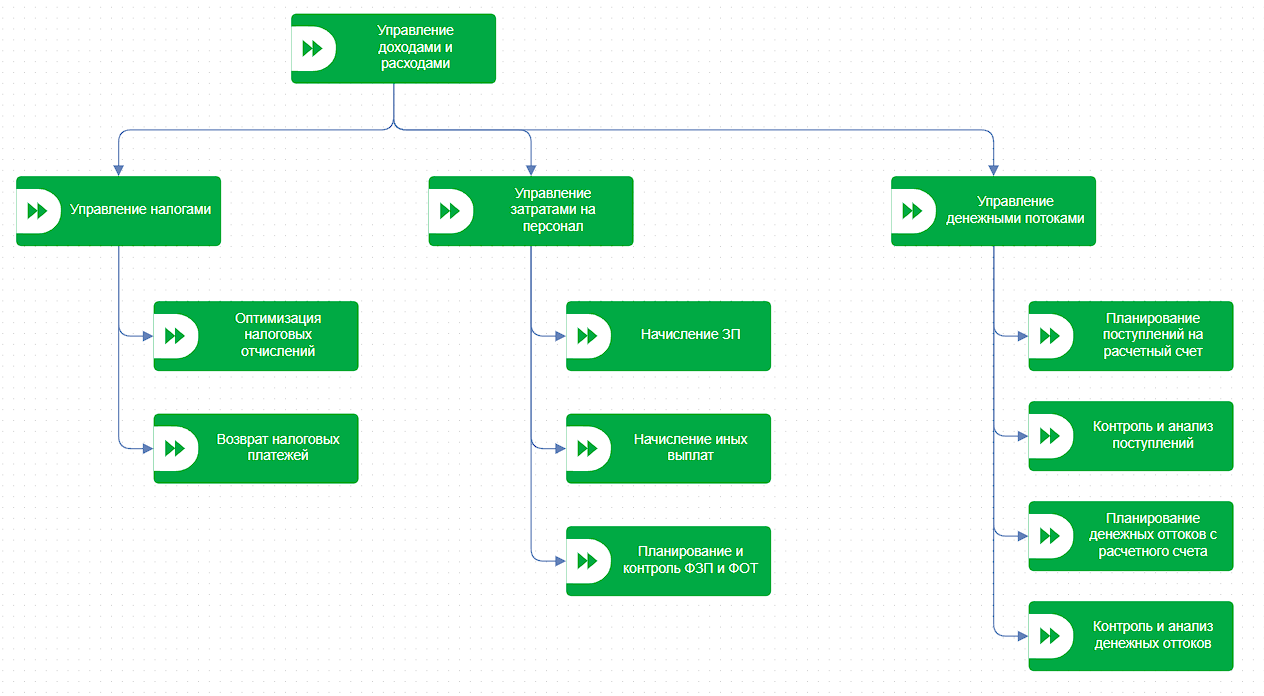 Управление
доходами и
расходами
Управление налогами
Управление
затратами на
персонал
Управление
денежными потоками
Оптимизация
налоговых
отчислений
Возврат налоговых
платежей
Начисление ЗП
Начисление иных
выплат
Планирование и
контроль ФЗП и ФОТ
Планирование
поступлений на
расчетный счет
Контроль и анализ
поступлений
Планирование
денежных оттоков с
расчетного счета
Контроль и анализ
денежных оттоков